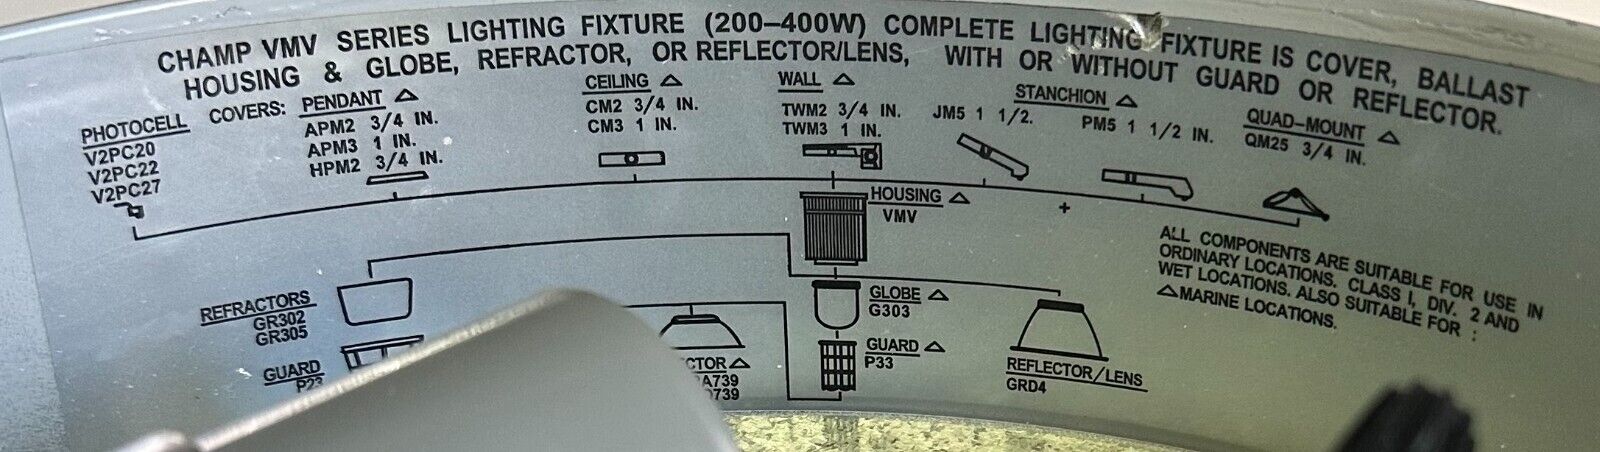 CHAMP VMV SERIES LIGHTING FIXTURE (200-400W) COMPLETE LIGHTING FIXTURE IS COVER, BALLAST
HOUSING & GLOBE, REFRACTOR, OR REFLECTOR/LENS, WITH OR WITHOUT GUARD OR REFLECTOR.
PHOTOCELL
V2PC20
V2PC22
V2PC27
COVERS:
PENDANT △
APM2 3/4 IN.
APM3 1 IN.
HPM2 3/4 IN.
CEILING △
CM2 3/4 IN.
CM3 1 IN.
WALL △
TWM2 3/4 IN.
TWM3 1 IN.
STANCHION △
JM5 1 1/2.
PM5 1 1/2 IN.
QUAD-MOUNT △
QM25 3/4 IN.
+
HOUSING △
VMV
REFRACTORS
GR302
GR305
GLOBE △
G303
GUARD
GUARD △
P33
CTOR △
A739
739
REFLECTOR/LENS
GRD4
ALL COMPONENTS ARE SUITABLE FOR USE IN
ORDINARY LOCATIONS, CLASS I, DIV. 2 AND
WET LOCATIONS. ALSO SUITABLE FOR :
△ MARINE LOCATIONS.